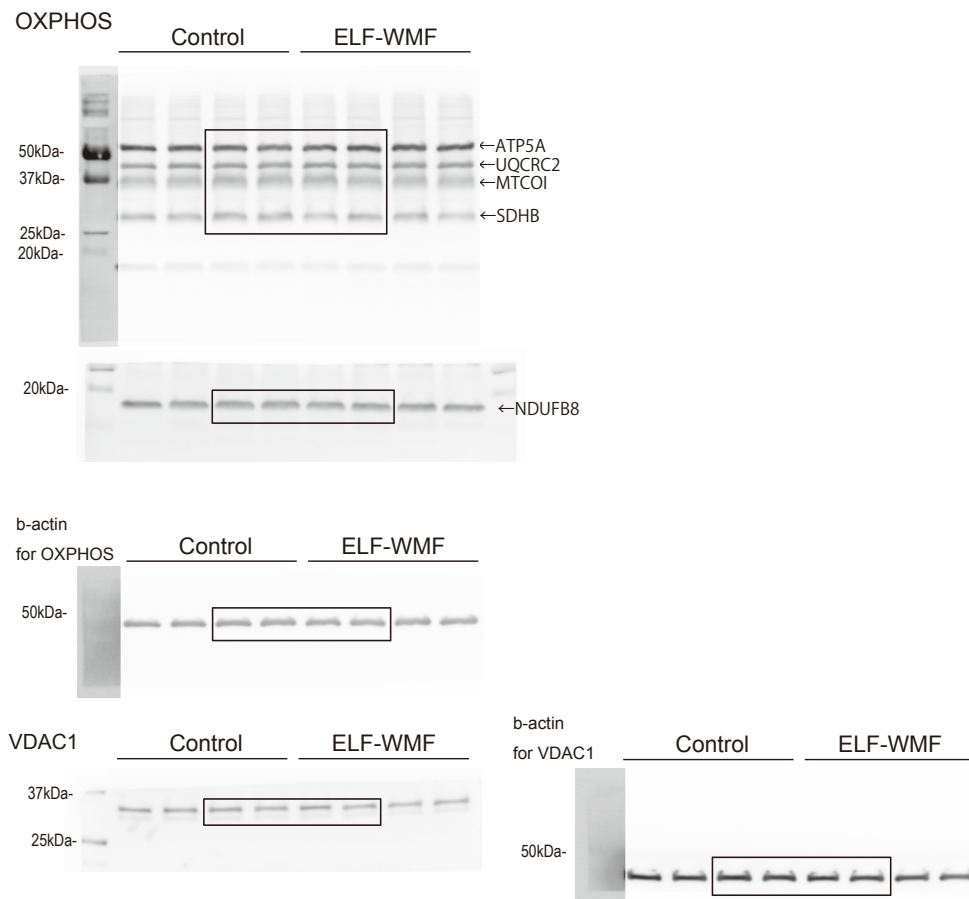 OXPHOS
Control ELF-WMF
50kDa-
37kDa-
25kDa-
20kDa-
←ATP5A
←UQCRC2
←MTCOI
←SDHB
20kDa-
←NDUFB8
b-actin
for OXPHOS
Control ELF-WMF
50kDa-
VDAC1
Control ELF-WMF
37kDa-
25kDa-
b-actin
for VDAC1
Control ELF-WMF
50kDa-